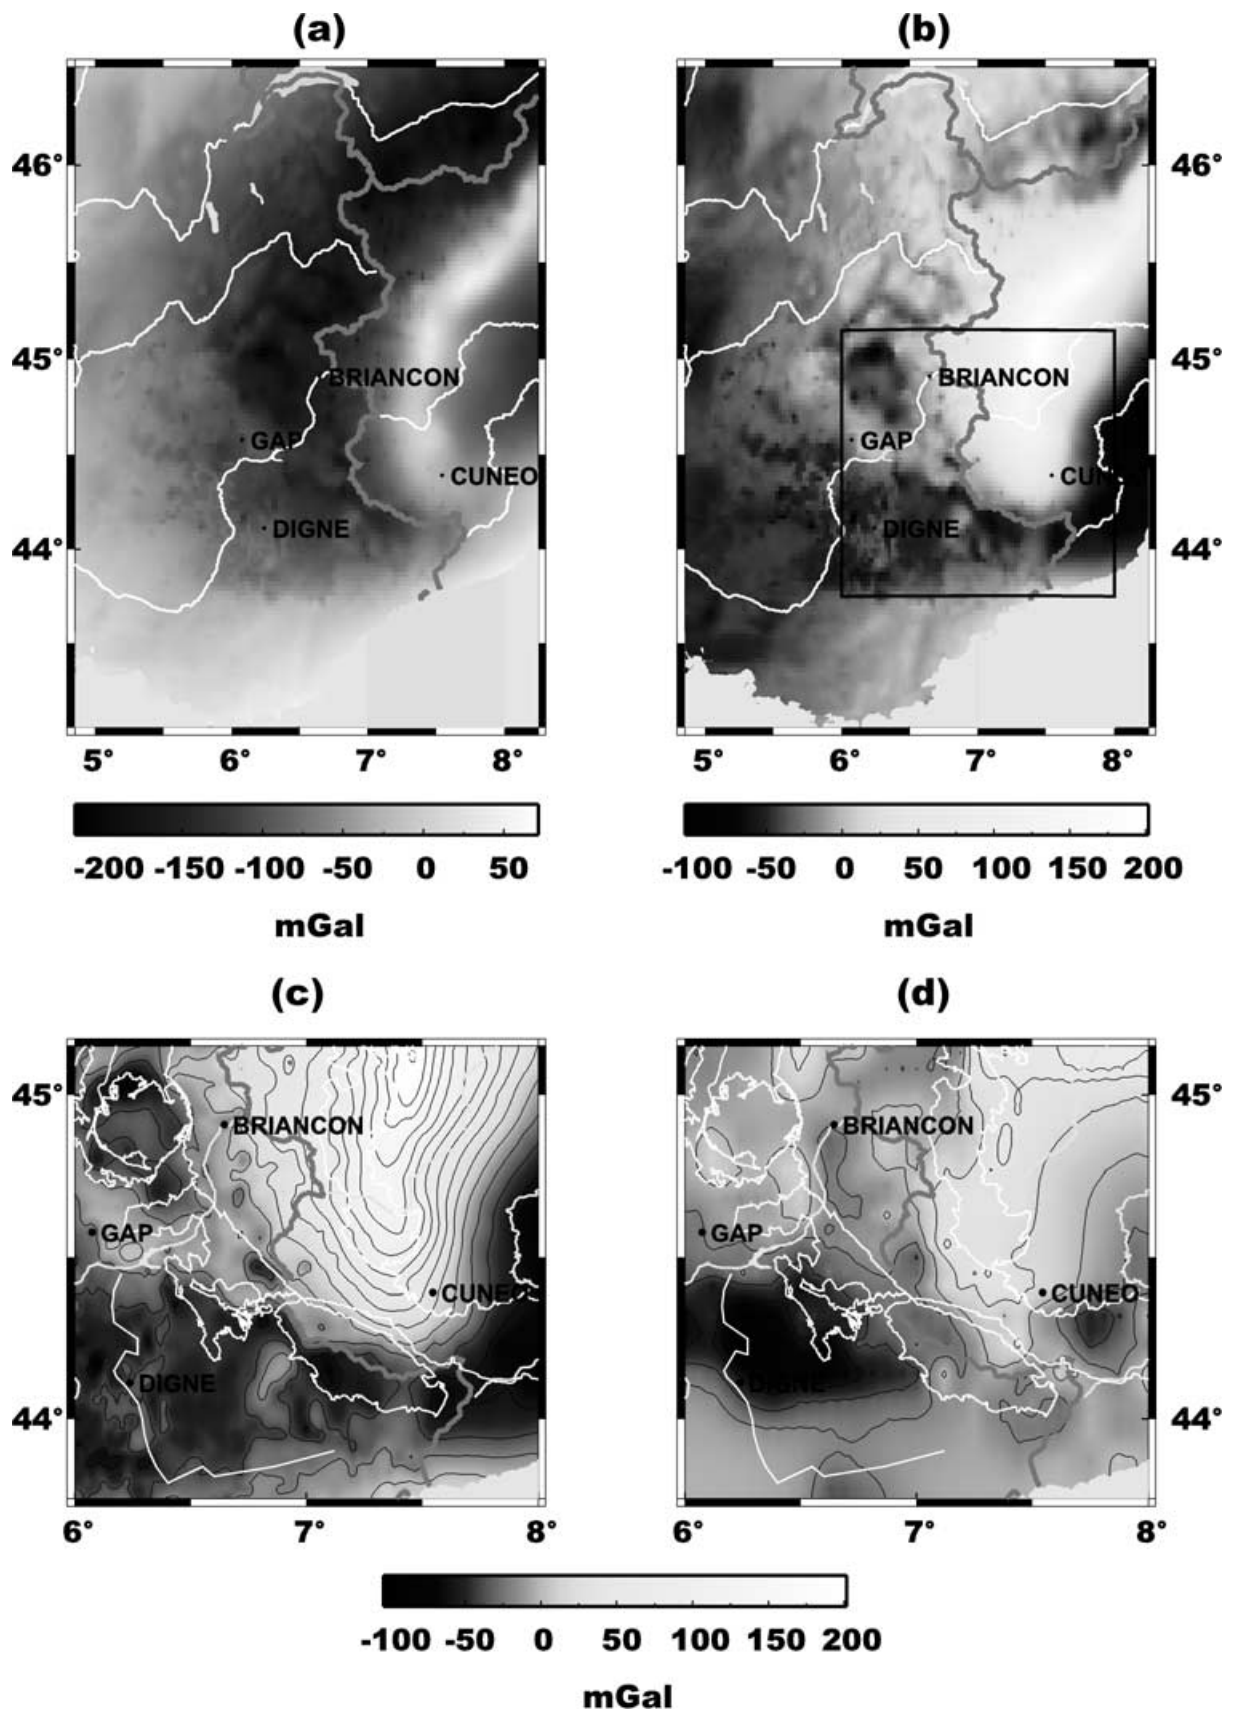 (a) (b)
46° 46°
45° 45°
BRIANCON BRIANCON
GAP GAP
CUNEO CUN
DIGNE DIGNE
44° 44°
5° 6° 7° 8° 5° 6° 7° 8°
-200 -150 -100 -50 0 50 -100 -50 0 50 100 150 200
mGal mGal
(c) (d)
45° 45°
BRIANCON BRIANCON
GAP GAP
CUNEO CUNEO
DIGNE DIGNE
44° 44°
6° 7° 8° 6° 7° 8°
-100 -50 0 50 100 150 200
mGal